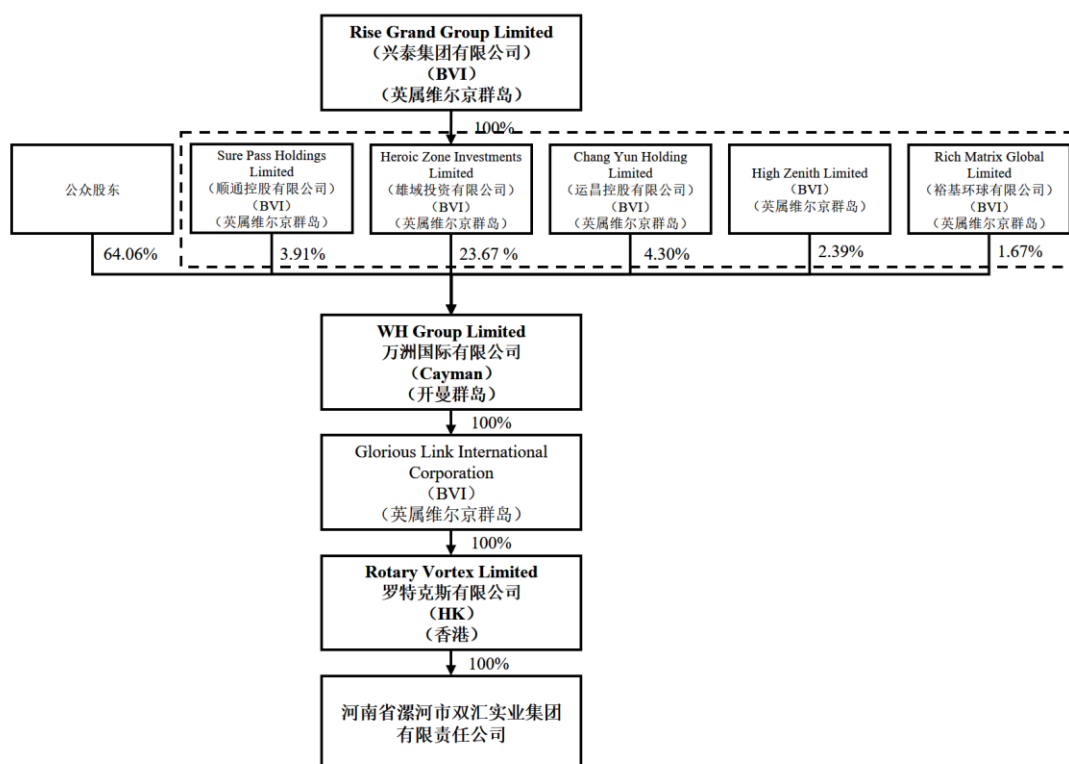 Rise Grand Group Limited
（兴泰集团有限公司）
（BVI）
（英属维尔京群岛）
100%
公众股东
Sure Pass Holdings
Limited
（顺通控股有限公司）
（BVI）
（英属维尔京群岛）
Heroic Zone Investments
Limited
（雄域投资有限公司）
（BVI）
（英属维尔京群岛）
Chang Yun Holding
Limited
（运昌控股有限公司）
（BVI）
（英属维尔京群岛）
High Zenith Limited
（BVI）
（英属维尔京群岛）
Rich Matrix Global
Limited
（裕基环球有限公司）
（BVI）
（英属维尔京群岛）
64.06%
3.91%
23.67 %
4.30%
2.39%
1.67%
WH Group Limited
万洲国际有限公司
（Cayman）
（开曼群岛）
100%
Glorious Link International
Corporation
（BVI）
（英属维尔京群岛）
100%
Rotary Vortex Limited
罗特克斯有限公司
（HK）
（香港）
100%
河南省漯河市双汇实业集团
有限责任公司